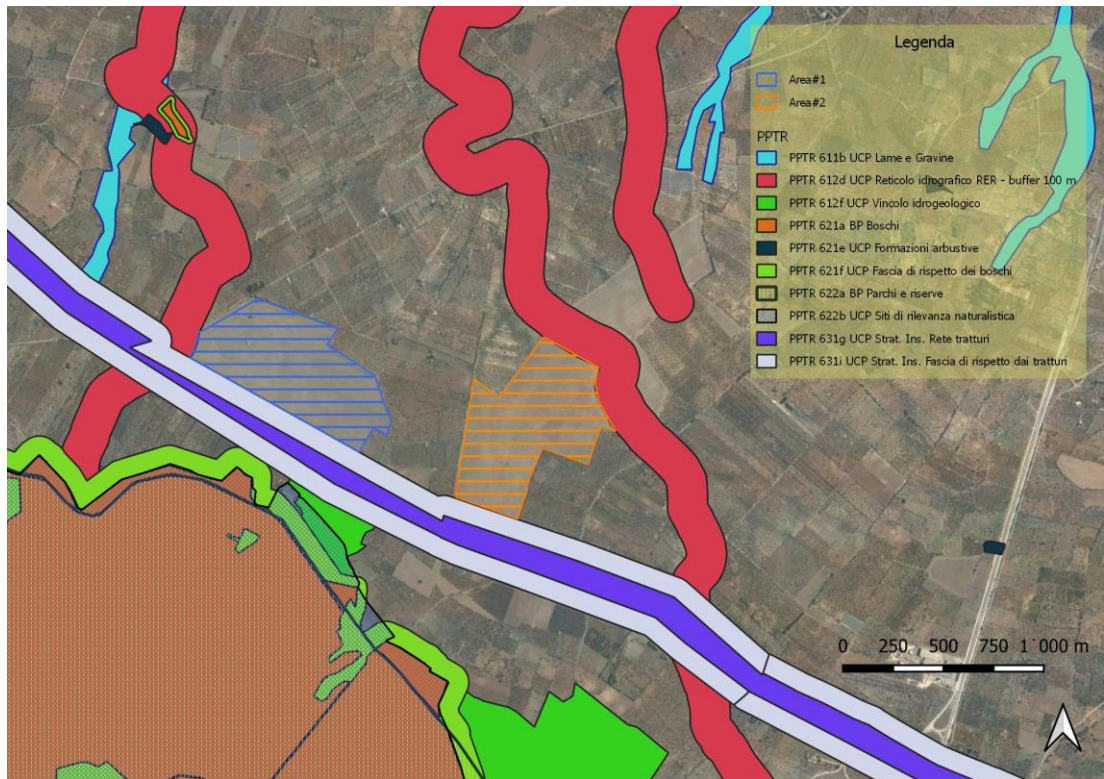 Legenda
Area#1
Area#2
PPTR
PPTR 611b UCP Lame e Gravine
PPTR 612d UCP Reticolo idrografico RER - buffer 100 m
PPTR 612f UCP Vincolo idrogeologico
PPTR 621a BP Boschi
PPTR 621e UCP Formazioni arbustive
PPTR 621f UCP Fascia di rispetto dei boschi
PPTR 622a BP Parchi e riserve
PPTR 622b UCP Siti di rilevanza naturalistica
PPTR 631g UCP Strat. Ins. Rete tratturi
PPTR 631i UCP Strat. Ins. Fascia di rispetto dai tratturi
0 250 500 750 1˙000 m